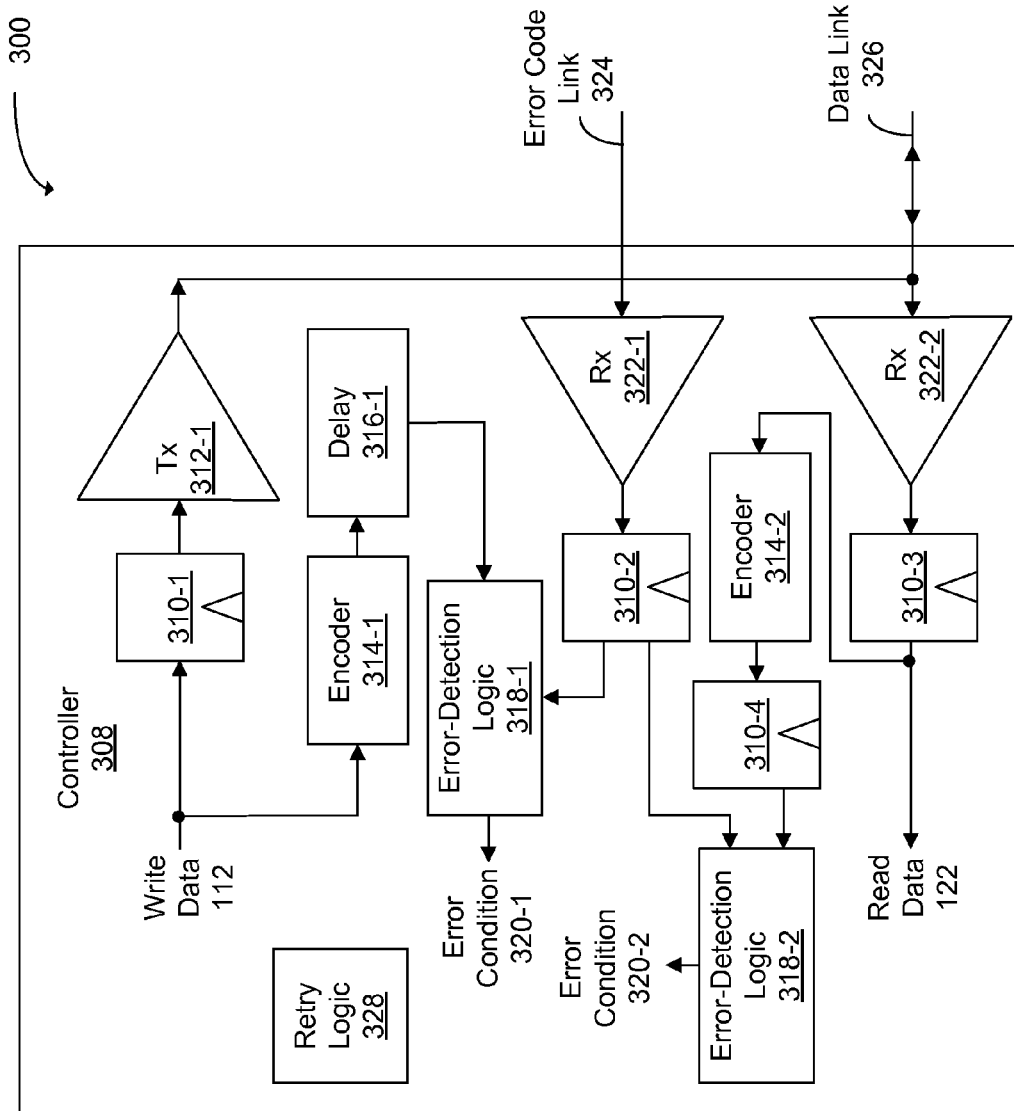 300
Controller
308
Write
Data
112
310-1
Tx
312-1
Encoder
314-1
Delay
316-1
Retry
Logic
328
Error
Condition
320-1
Error-Detection
Logic
318-1
Error Code
Link
324
Rx
322-1
310-2
Error
Condition
320-2
Error-Detection
Logic
318-2
310-4
Encoder
314-2
Read
Data
122
310-3
Rx
322-2
Data Link
326